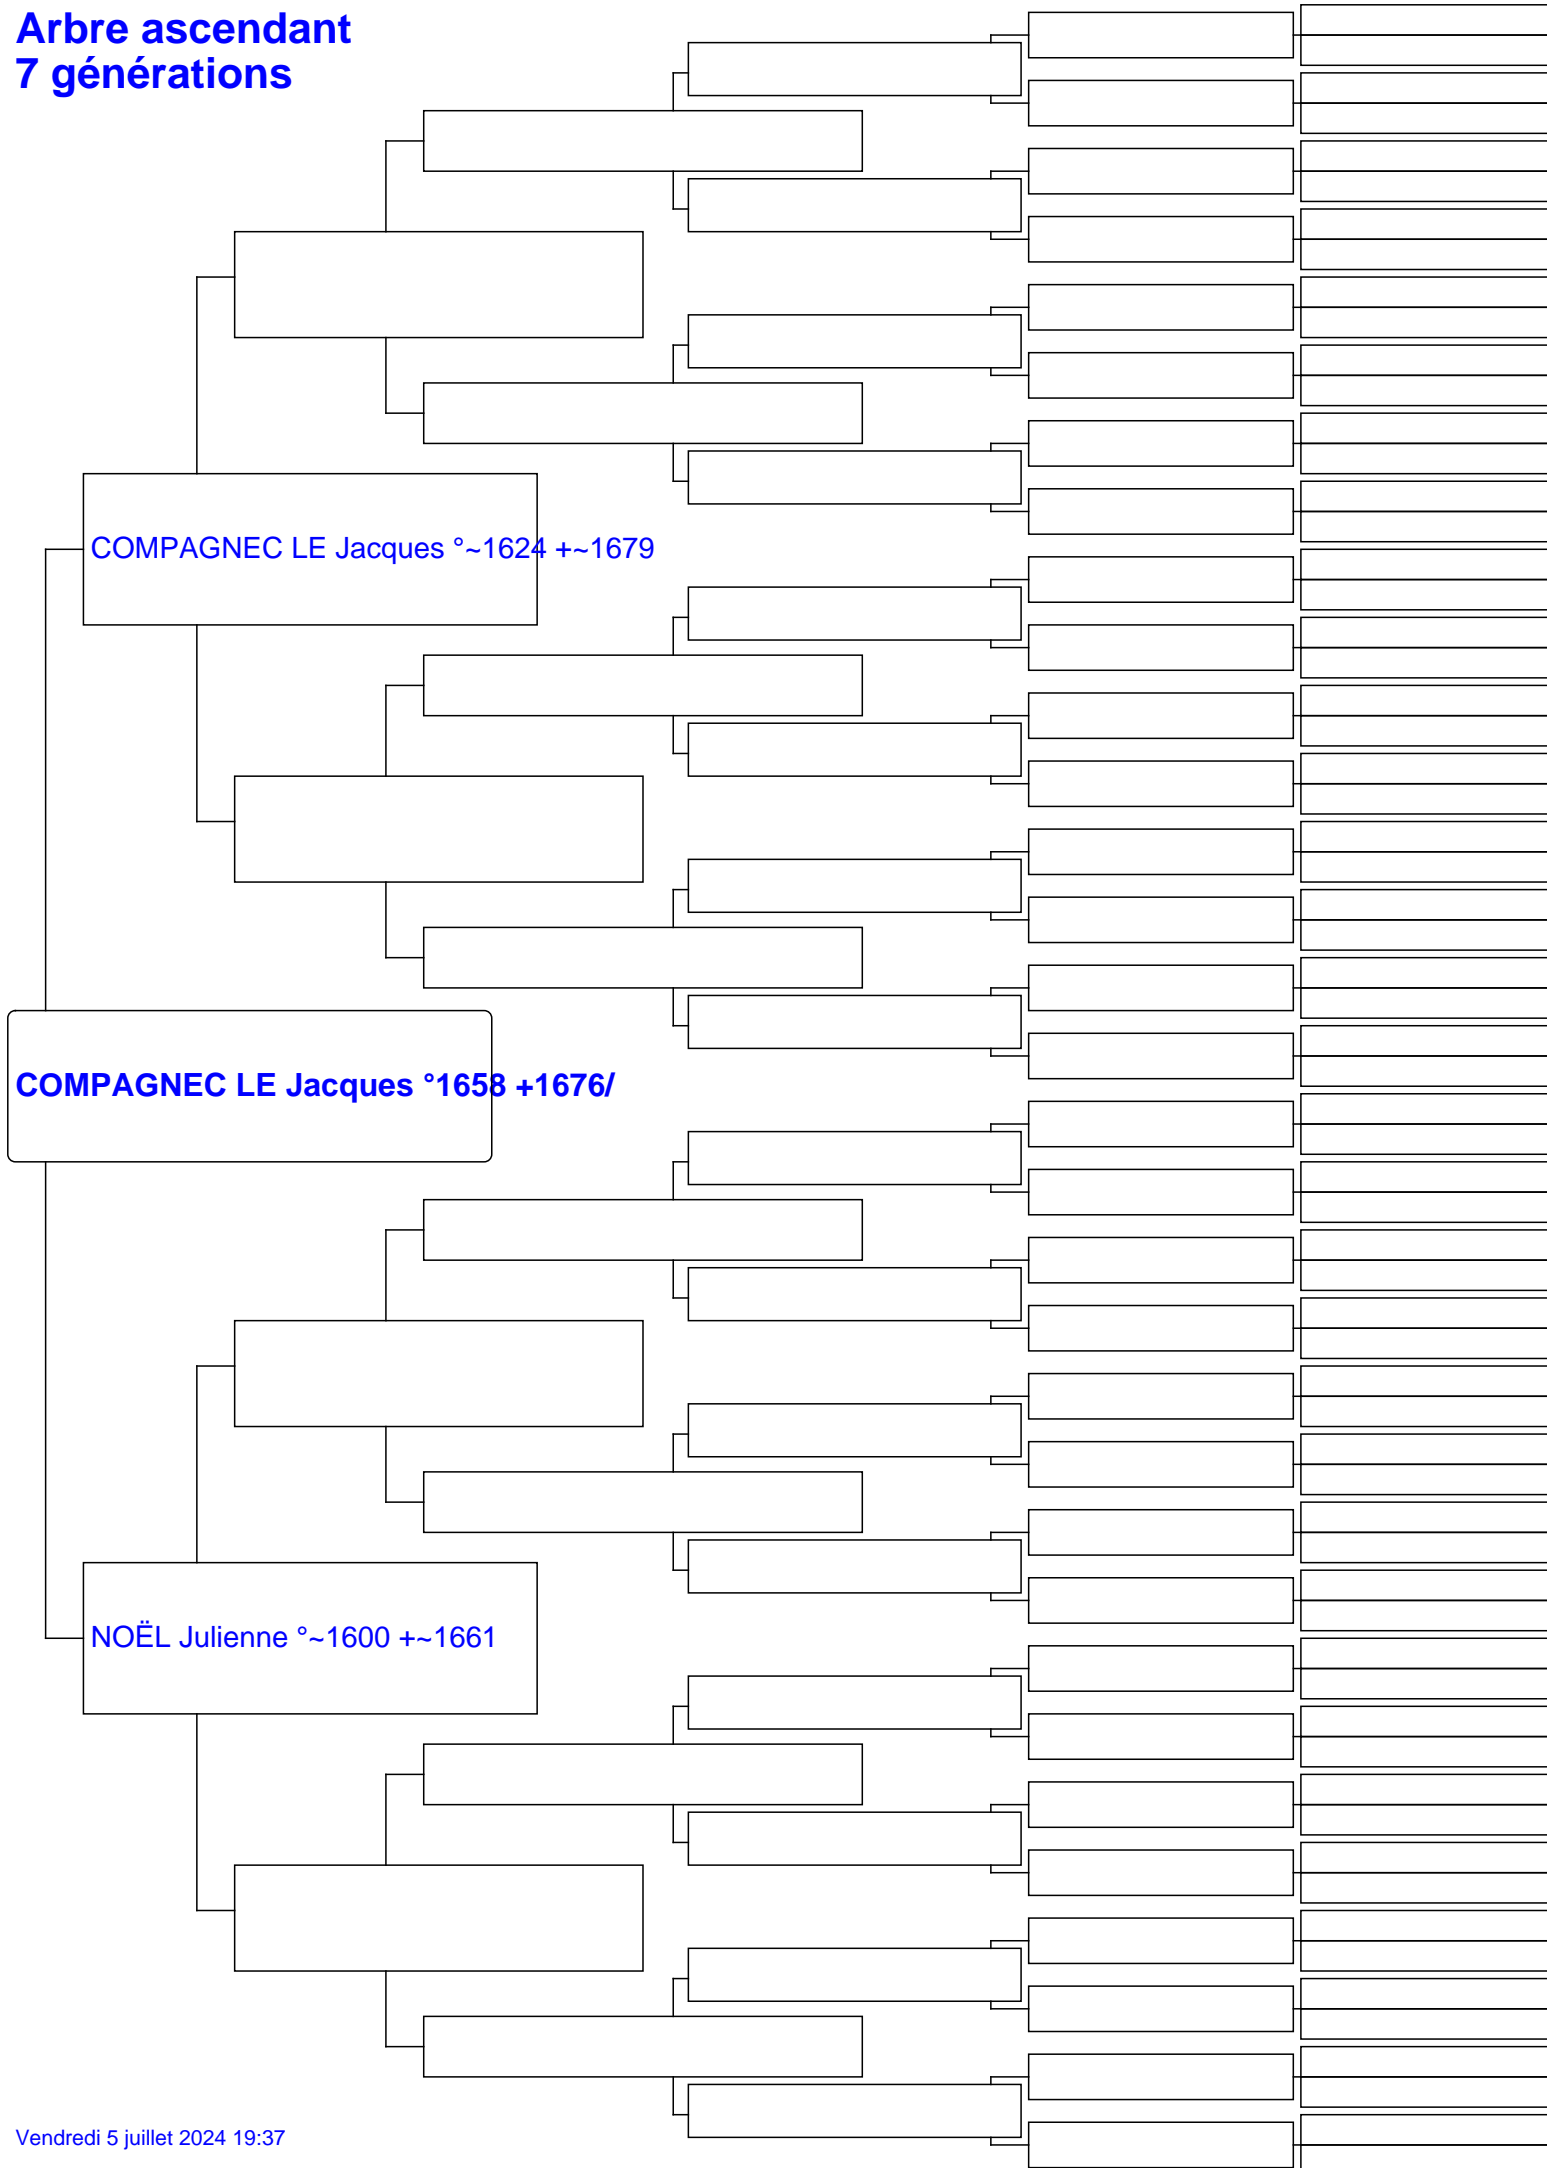 Arbre ascendant
7 générations
COMPAGNEC LE Jacques °~1624 +~1679
COMPAGNEC LE Jacques °1658 +1676/
NOËL Julienne °~1600 +~1661
Vendredi 5 juillet 2024 19:37